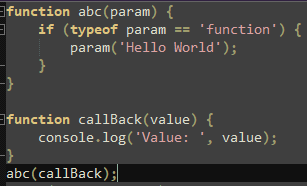 function abc(param) {
    if (typeof param == 'function') {
        param('Hello World');
    }
}

function callBack(value) {
    console.log('Value: ', value);
}
abc(callBack);